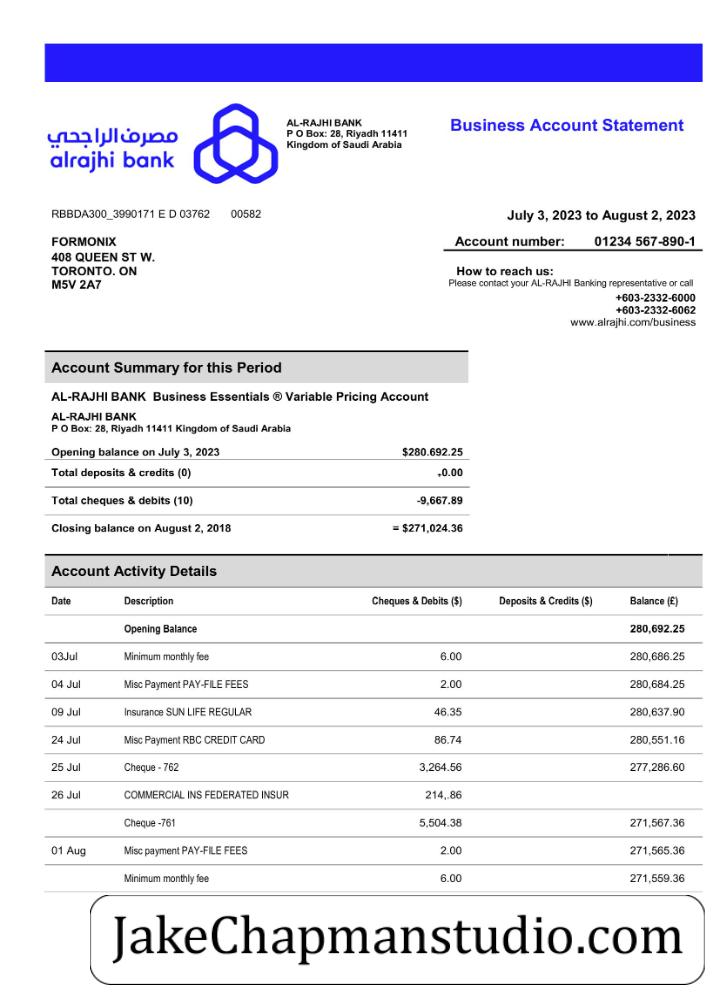 مصرف الراجحي
alrajhi bank
AL-RAJHI BANK
P O Box: 28, Riyadh 11411
Kingdom of Saudi Arabia
Business Account Statement
RBBDA300_3990171 E D 03762 00582
July 3, 2023 to August 2, 2023
FORMONIX
408 QUEEN ST W.
TORONTO. ON
M5V 2A7
Account number: 01234 567-890-1
How to reach us:
Please contact your AL-RAJHI Banking representative or call
+603-2332-6000
+603-2332-6062
www.alrajhi.com/business
Account Summary for this Period
AL-RAJHI BANK Business Essentials ® Variable Pricing Account
AL-RAJHI BANK
P O Box: 28, Riyadh 11411 Kingdom of Saudi Arabia
Opening balance on July 3, 2023 $280.692.25
Total deposits & credits (0) ,0.00
Total cheques & debits (10) -9,667.89
Closing balance on August 2, 2018 = $271,024.36
Account Activity Details
Date Description Cheques & Debits ($) Deposits & Credits ($) Balance (£)
Opening Balance 280,692.25
03Jul Minimum monthly fee 6.00 280,686.25
04 Jul Misc Payment PAY-FILE FEES 2.00 280,684.25
09 Jul Insurance SUN LIFE REGULAR 46.35 280,637.90
24 Jul Misc Payment RBC CREDIT CARD 86.74 280,551.16
25 Jul Cheque - 762 3,264.56 277,286.60
26 Jul COMMERCIAL INS FEDERATED INSUR 214,.86
Cheque -761 5,504.38 271,567.36
01 Aug Misc payment PAY-FILE FEES 2.00 271,565.36
Minimum monthly fee 6.00 271,559.36
JakeChapmanstudio.com